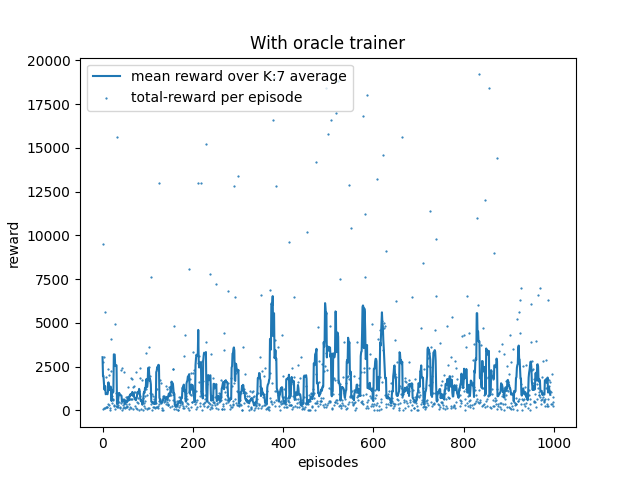 With oracle trainer
20000
17500
15000
12500
10000
7500
5000
2500
0
reward
mean reward over K:7 average
total-reward per episode
0 200 400 600 800 1000
episodes